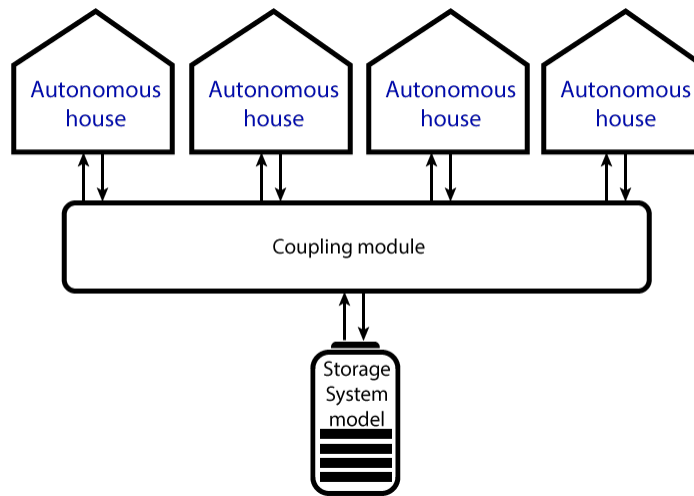 Autonomous
house
Autonomous
house
Autonomous
house
Autonomous
house
Coupling module
Storage
System
model